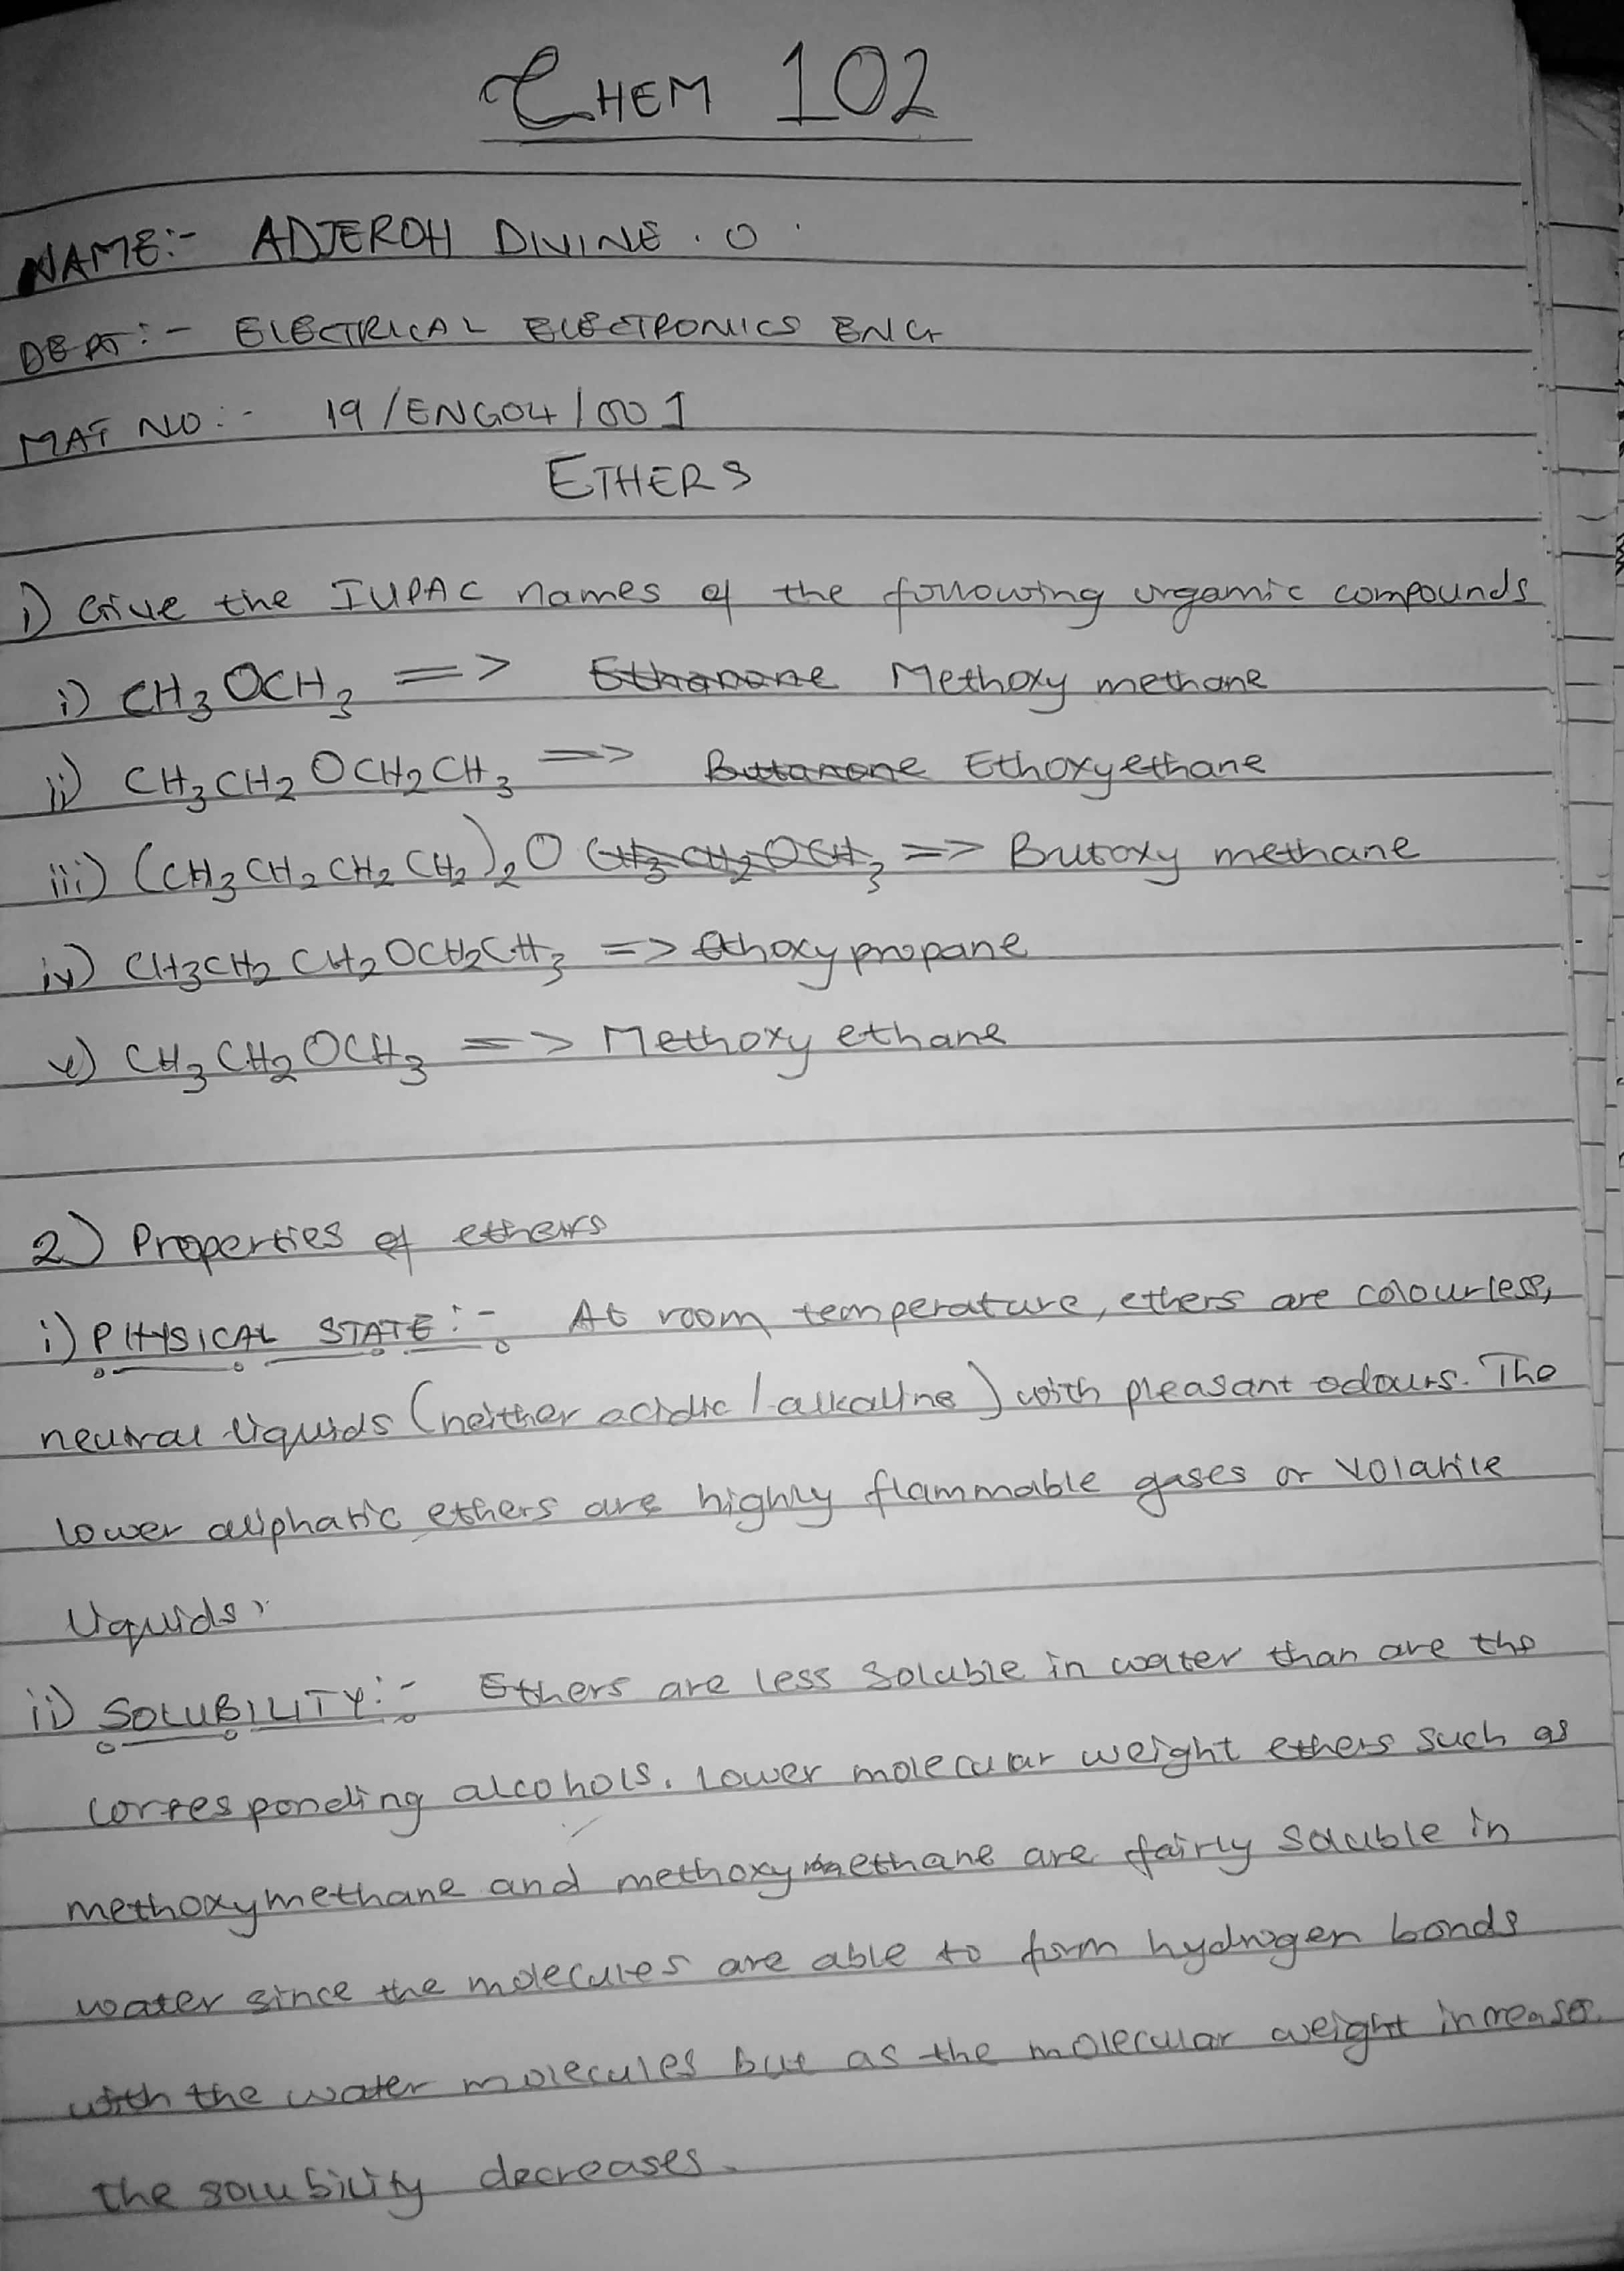 CHEM 102
NAME:- ADJEROH DIVINE . O .
DEPT:- ELECTRICAL ELECTRONICS ENG
MAT NO:- 19/ENG04/001
ETHERS
1) Give the IUPAC names of the following organic compounds
i) CH3OCH3 => Ethanone Methoxy methane
ii) CH3CH2OCH2CH3 => Buttanone Ethoxyethane
iii) (CH3CH2CH2CH2)2O CH3CH2OCH3 => Butoxy methane
iv) CH3CH2CH2OCH2CH3 => Ethoxypropane
v) CH3CH2OCH3 => Methoxy ethane
2) Properties of ethers
i) PHYSICAL STATE:- At room temperature, ethers are colourless,
neutral liquids (neither acidic / alkaline) with pleasant odours. The
lower aliphatic ethers are highly flammable gases or volatile
liquids.
ii) SOLUBILITY:- Ethers are less soluble in water than are the
corresponding alcohols. Lower molecular weight ethers such as
methoxymethane and methoxyethane are fairly soluble in
water since the molecules are able to form hydrogen bonds
with the water molecules but as the molecular weight increases
the solubility decreases.